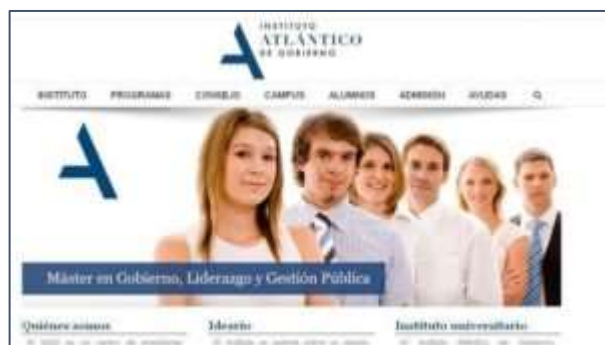 INSTITUTO
ATLÁNTICO
DE GOBIERNO
INSTITUTO PROGRAMAS CONSEJO CAMPUS ALUMNOS ADMISIÓN AYUDAS
Máster en Gobierno, Liderazgo y Gestión Pública
Quiénes somos Ideario Instituto universitario